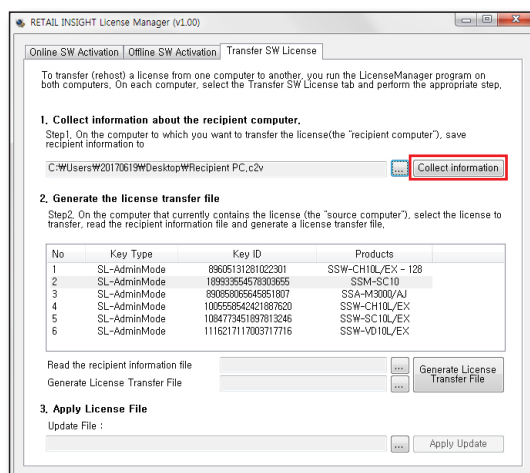 RETAIL INSIGHT License Manager (v1.00)
Online SW Activation Offline SW Activation Transfer SW License
To transfer (rehost) a license from one computer to another, you run the LicenseManager program on
both computers, On each computer, select the Transfer SW License tab and perform the appropriate step,
1. Collect information about the recipient computer,
Step1, On the computer to which you want to transfer the license(the "recipient computer"), save
recipient information to
C:₩Users₩20170619₩Desktop₩Recipient PC,c2v ... Collect information
2. Generate the license transfer file
Step2, On the computer that currently contains the license (the "source computer"), select the license to
transfer, read the recipient information file and generate a license transfer file,
No Key Type Key ID Products
1 SL-AdminMode 89605131281022301 SSW-CH10L/EX - 128
2 SL-AdminMode 189933554578303655 SSM-SC10
3 SL-AdminMode 890858065645851807 SSA-M3000/AJ
4 SL-AdminMode 1005558542421887620 SSW-CH10L/EX
5 SL-AdminMode 1084773451897813246 SSW-SC10L/EX
6 SL-AdminMode 1116217117003717716 SSW-VD10L/EX
Read the recipient information file ...
Generate License Transfer File ...
Generate License
Transfer File
3. Apply License File
Update File :
... Apply Update